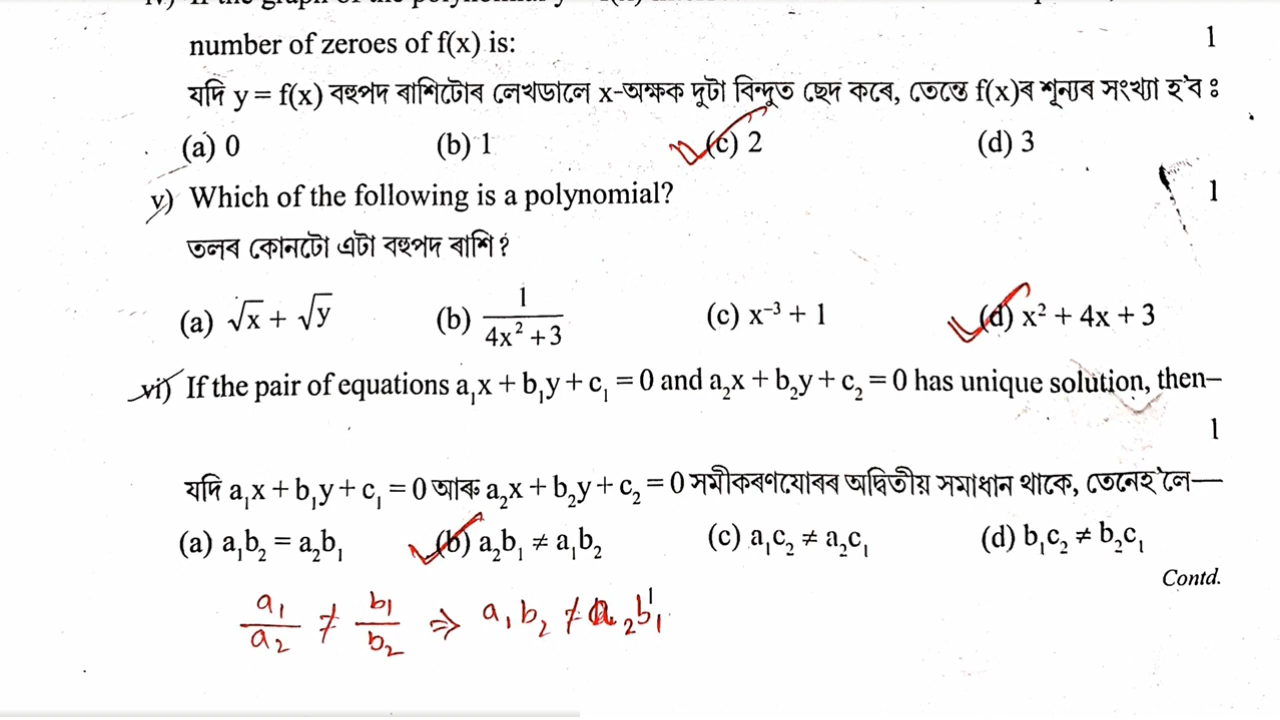 number of zeroes of f(x) is: 1
যদি y = f(x) বহুপদ ৰাশিটোৰ লেখডালে x-অক্ষক দুটা বিন্দুত ছেদ কৰে, তেন্তে f(x)ৰ শূন্যৰ সংখ্যা হ'ব ঃ
(a) 0 (b) 1 (c) 2 (d) 3
v) Which of the following is a polynomial? 1
তলৰ কোনটো এটা বহুপদ ৰাশি ?
(a) √x + √y (b) 1/(4x² + 3) (c) x⁻³ + 1 (d) x² + 4x + 3
vi) If the pair of equations a₁x + b₁y + c₁ = 0 and a₂x + b₂y + c₂ = 0 has unique solution, then–
1
যদি a₁x + b₁y + c₁ = 0 আৰু a₂x + b₂y + c₂ = 0 সমীকৰণযোৰৰ অদ্বিতীয় সমাধান থাকে, তেনেহ'লে—
(a) a₁b₂ = a₂b₁ (b) a₂b₁ ≠ a₁b₂ (c) a₁c₂ ≠ a₂c₁ (d) b₁c₂ ≠ b₂c₁
Contd.
a₁/a₂ ≠ b₁/b₂ ⇒ a₁b₂ ≠ a₂b₁